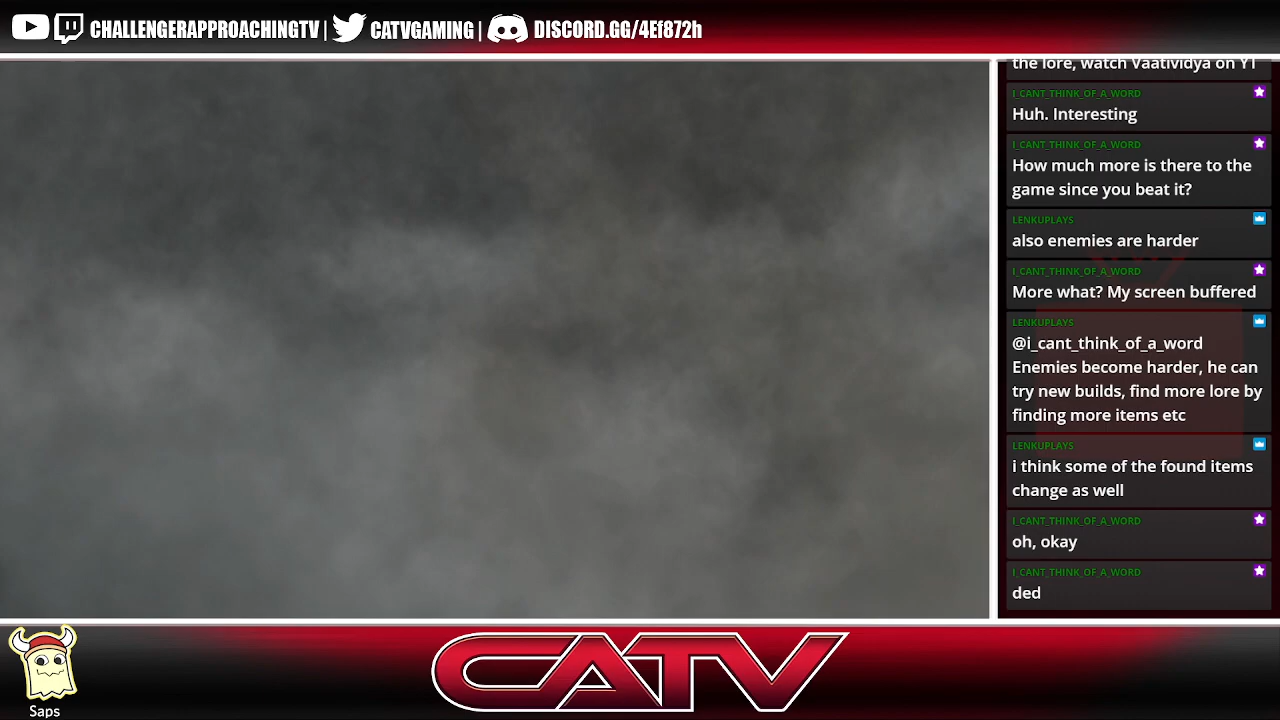 CHALLENGERAPPROACHINGTV | CATVGAMING | DISCORD.GG/4Ef872h
the lore, watch VaatiVidya on YT
I_CANT_THINK_OF_A_WORD
Huh. Interesting
I_CANT_THINK_OF_A_WORD
How much more is there to the
game since you beat it?
LENKUPLAYS
also enemies are harder
I_CANT_THINK_OF_A_WORD
More what? My screen buffered
LENKUPLAYS
@i_cant_think_of_a_word
Enemies become harder, he can
try new builds, find more lore by
finding more items etc
LENKUPLAYS
i think some of the found items
change as well
I_CANT_THINK_OF_A_WORD
oh, okay
I_CANT_THINK_OF_A_WORD
ded
Saps
CATV